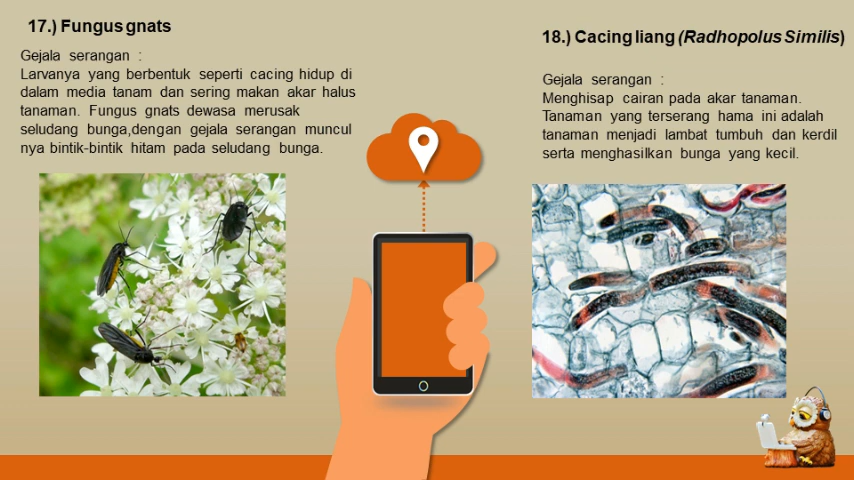 17.) Fungus gnats
Gejala serangan :
Larvanya yang berbentuk seperti cacing hidup di
dalam media tanam dan sering makan akar halus
tanaman. Fungus gnats dewasa merusak
seludang bunga,dengan gejala serangan muncul
nya bintik-bintik hitam pada seludang bunga.
18.) Cacing liang (Radhopolus Similis)
Gejala serangan :
Menghisap cairan pada akar tanaman.
Tanaman yang terserang hama ini adalah
tanaman menjadi lambat tumbuh dan kerdil
serta menghasilkan bunga yang kecil.